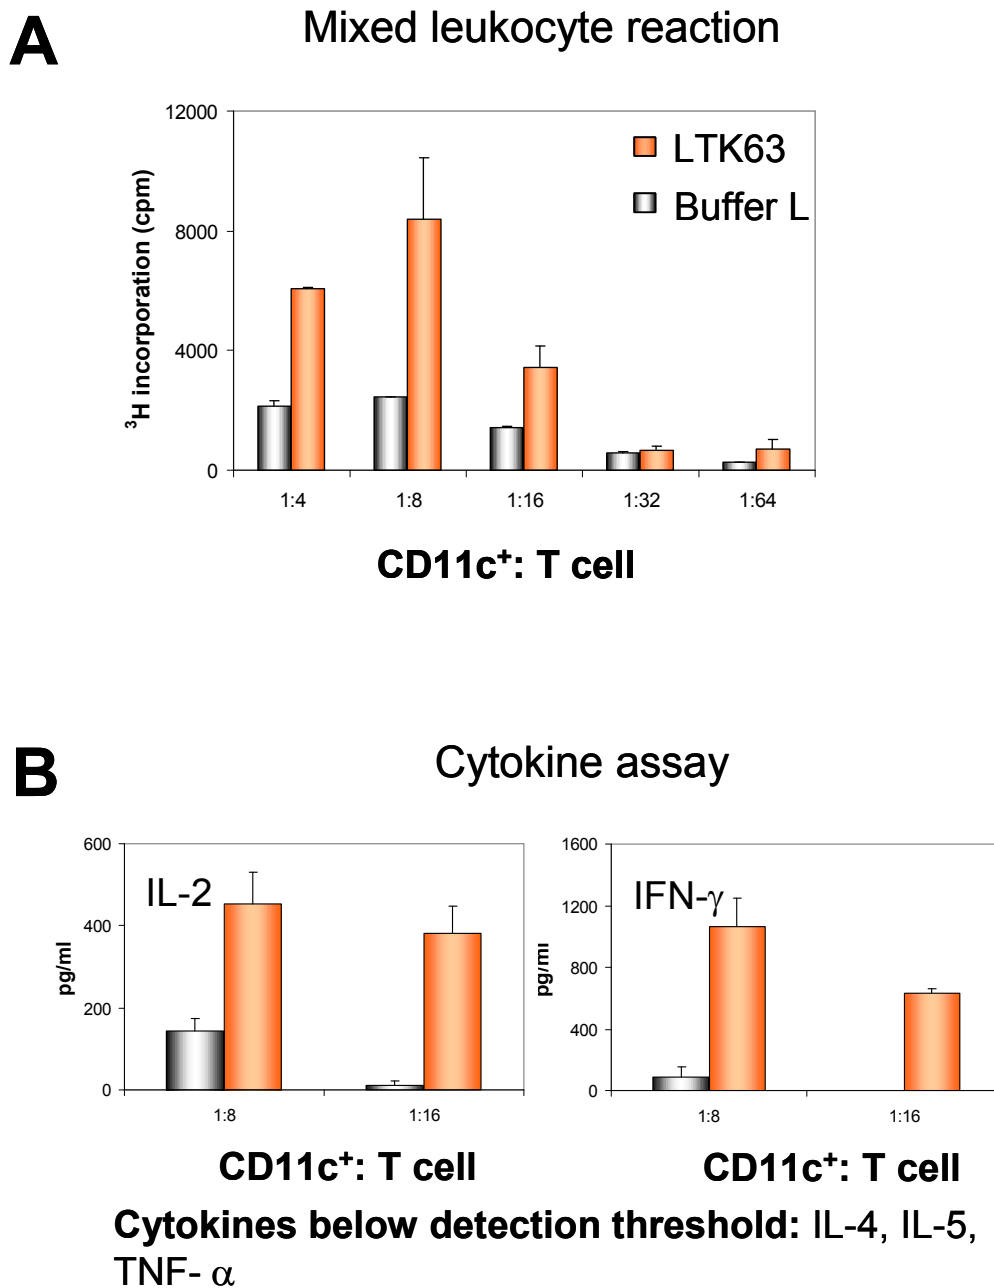 A
Mixed leukocyte reaction
12000
8000
4000
0
³H incorporation (cpm)
LTK63
Buffer L
1:4 1:8 1:16 1:32 1:64
CD11c⁺: T cell
B
Cytokine assay
600
400
200
0
pg/ml
IL-2
1:8 1:16
CD11c⁺: T cell
1600
1200
800
400
0
pg/ml
IFN-γ
1:8 1:16
CD11c⁺: T cell
Cytokines below detection threshold: IL-4, IL-5,
TNF- α